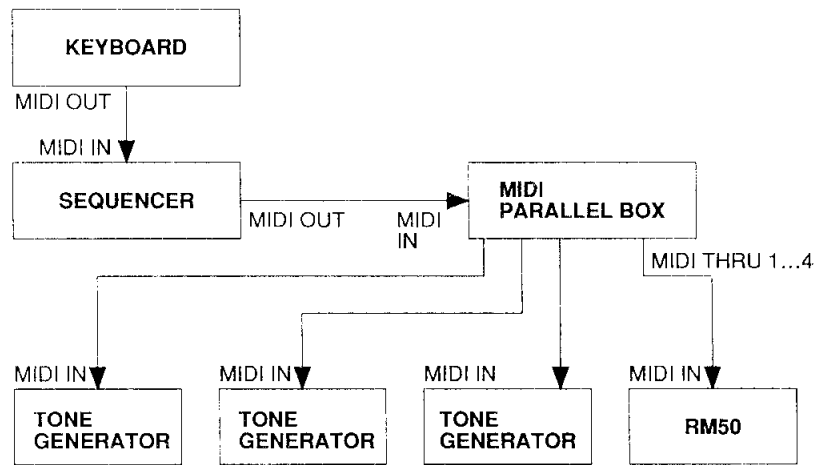 KEYBOARD
MIDI OUT
MIDI IN
SEQUENCER
MIDI OUT
MIDI
IN
MIDI
PARALLEL BOX
MIDI THRU 1...4
MIDI IN
MIDI IN
MIDI IN
MIDI IN
TONE
GENERATOR
TONE
GENERATOR
TONE
GENERATOR
RM50